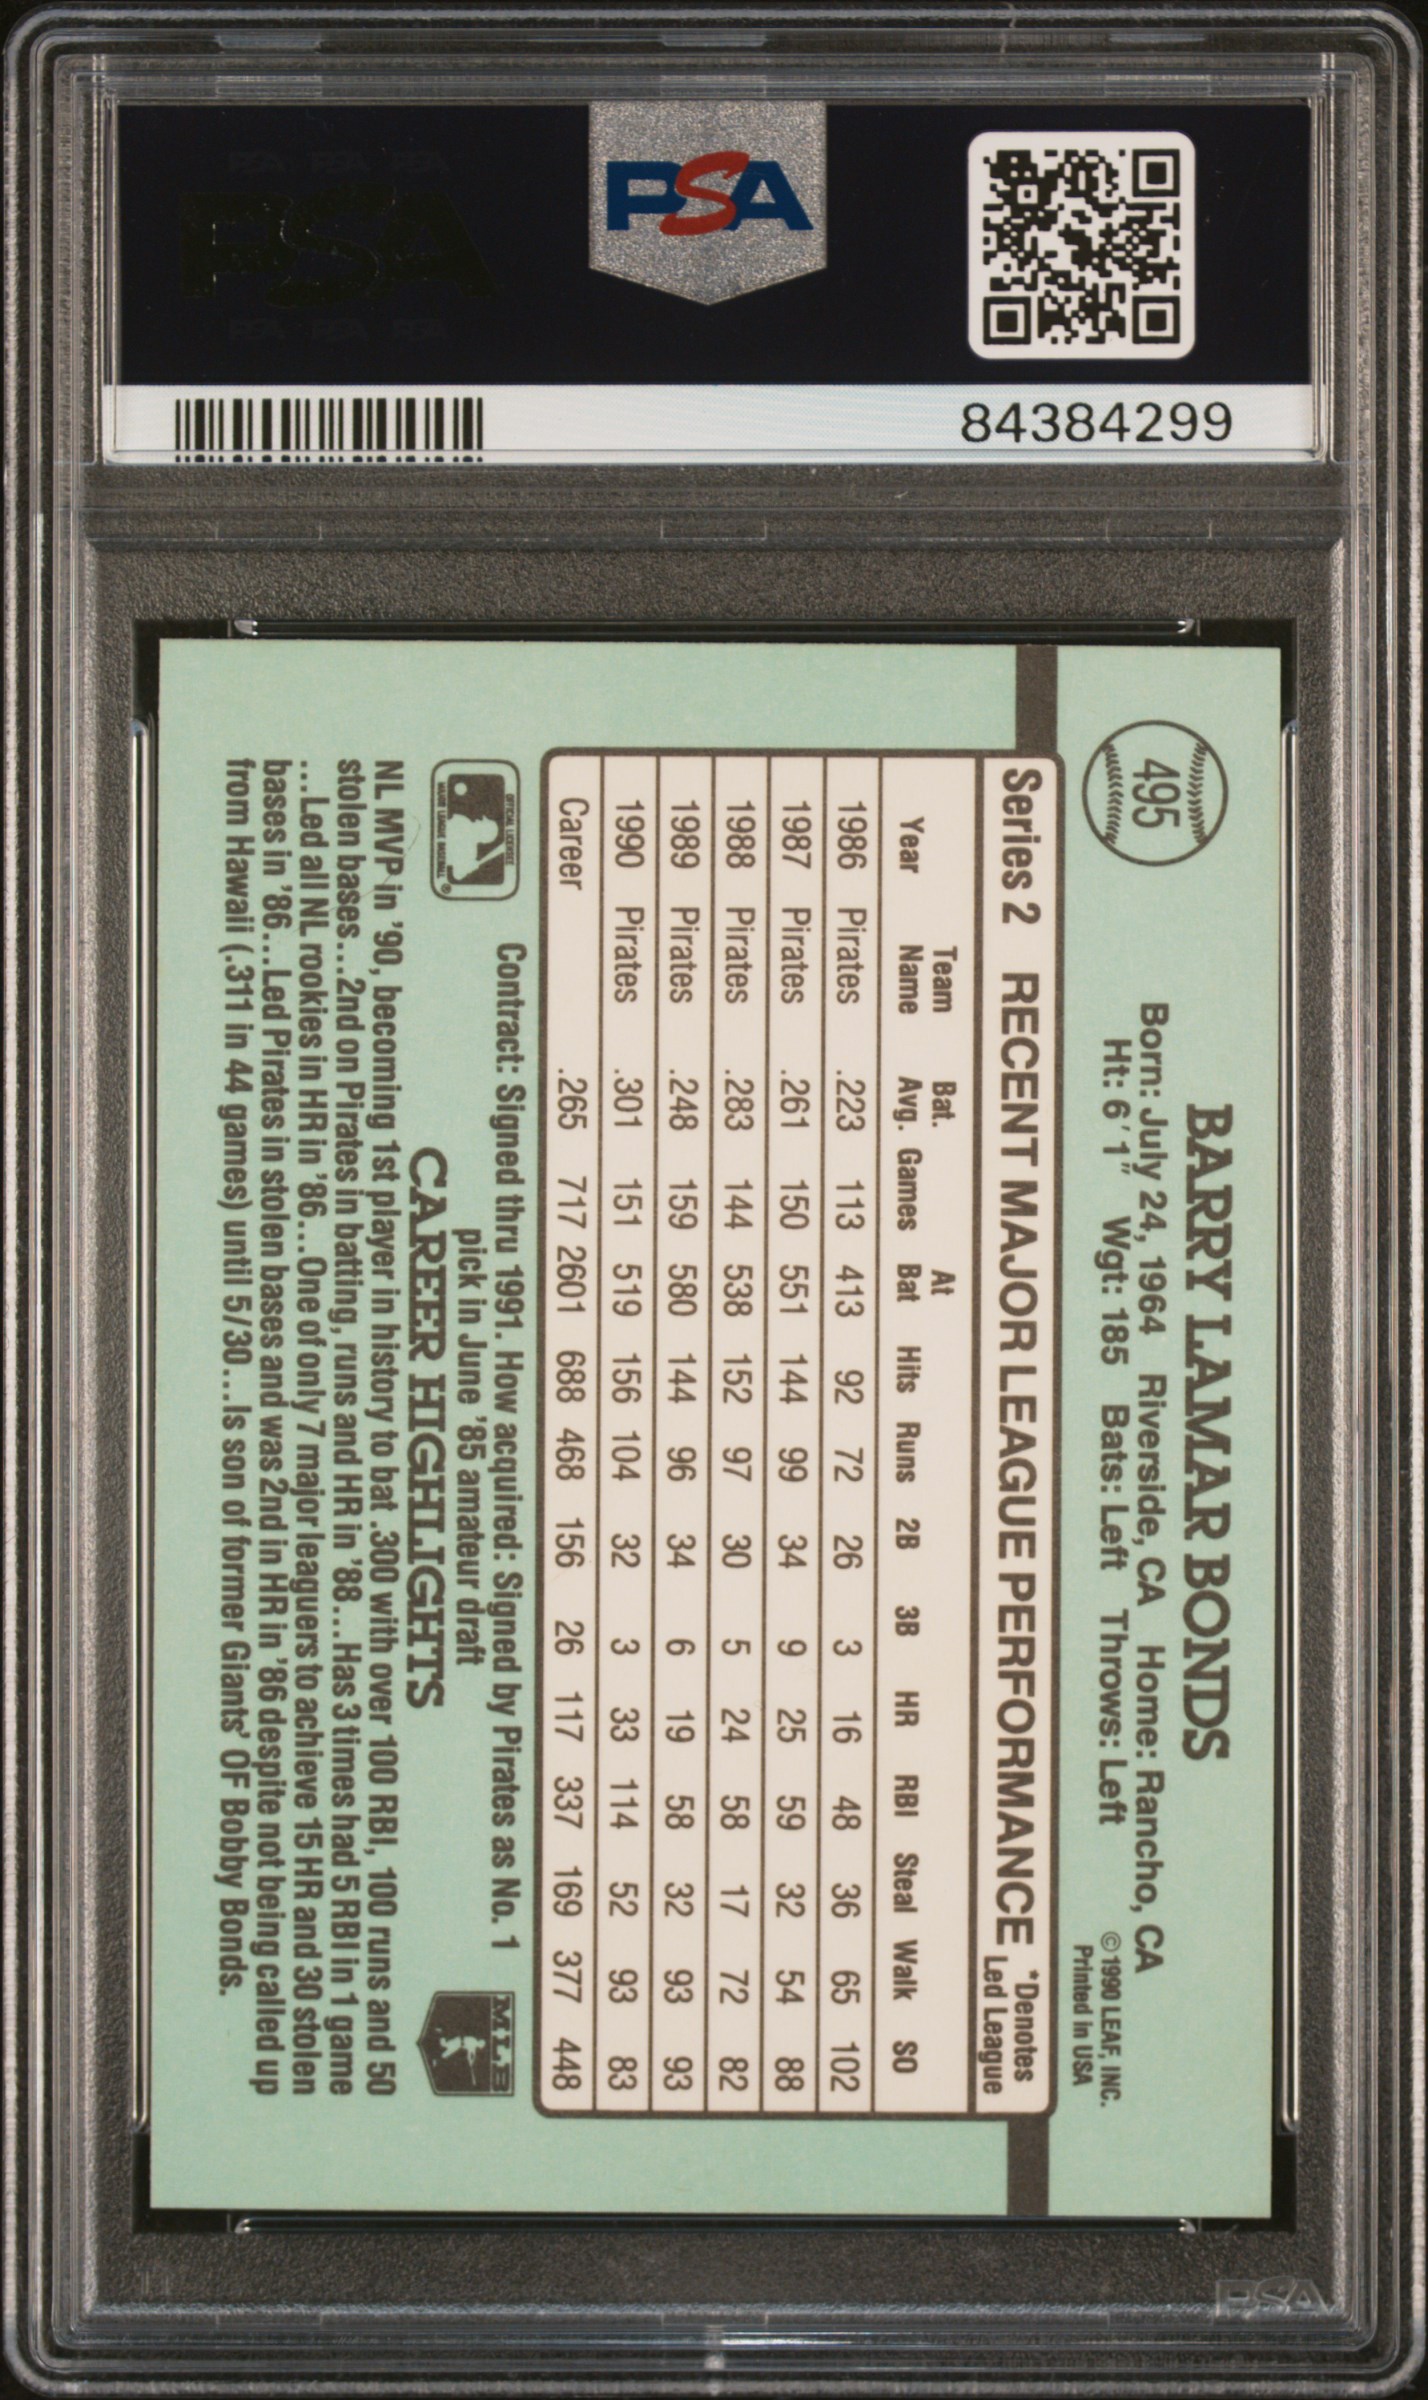 PSA
84384299
495
BARRY LAMAR BONDS
Born: July 24, 1964 Riverside, CA Home: Rancho, CA
Ht: 6'1" Wgt: 185 Bats: Left Throws: Left
© 1990 LEAF, INC.
Printed in USA
Series 2 RECENT MAJOR LEAGUE PERFORMANCE *Denotes Led League
Year Team Name Bat. Avg. Games At Bat Hits Runs 2B 3B HR RBI Steal Walk SO
1986 Pirates .223 113 413 92 72 26 3 16 48 36 65 102
1987 Pirates .261 150 551 144 99 34 9 25 59 32 54 88
1988 Pirates .283 144 538 152 97 30 5 24 58 17 72 82
1989 Pirates .248 159 580 144 96 34 6 19 58 32 93 93
1990 Pirates .301 151 519 156 104 32 3 33 114 52 93 83
Career .265 717 2601 688 468 156 26 117 337 169 377 448
OFFICIAL LICENSEE
MAJOR LEAGUE BASEBALL ®
Contract: Signed thru 1991. How acquired: Signed by Pirates as No. 1
pick in June '85 amateur draft
MLB
CAREER HIGHLIGHTS
NL MVP in '90, becoming 1st player in history to bat .300 with over 100 RBI, 100 runs and 50
stolen bases...2nd on Pirates in batting, runs and HR in '88...Has 3 times had 5 RBI in 1 game
...Led all NL rookies in HR in '86...One of only 7 major leaguers to achieve 15 HR and 30 stolen
bases in '86...Led Pirates in stolen bases and was 2nd in HR in '86 despite not being called up
from Hawaii (.311 in 44 games) until 5/30...Is son of former Giants' OF Bobby Bonds.
PSA